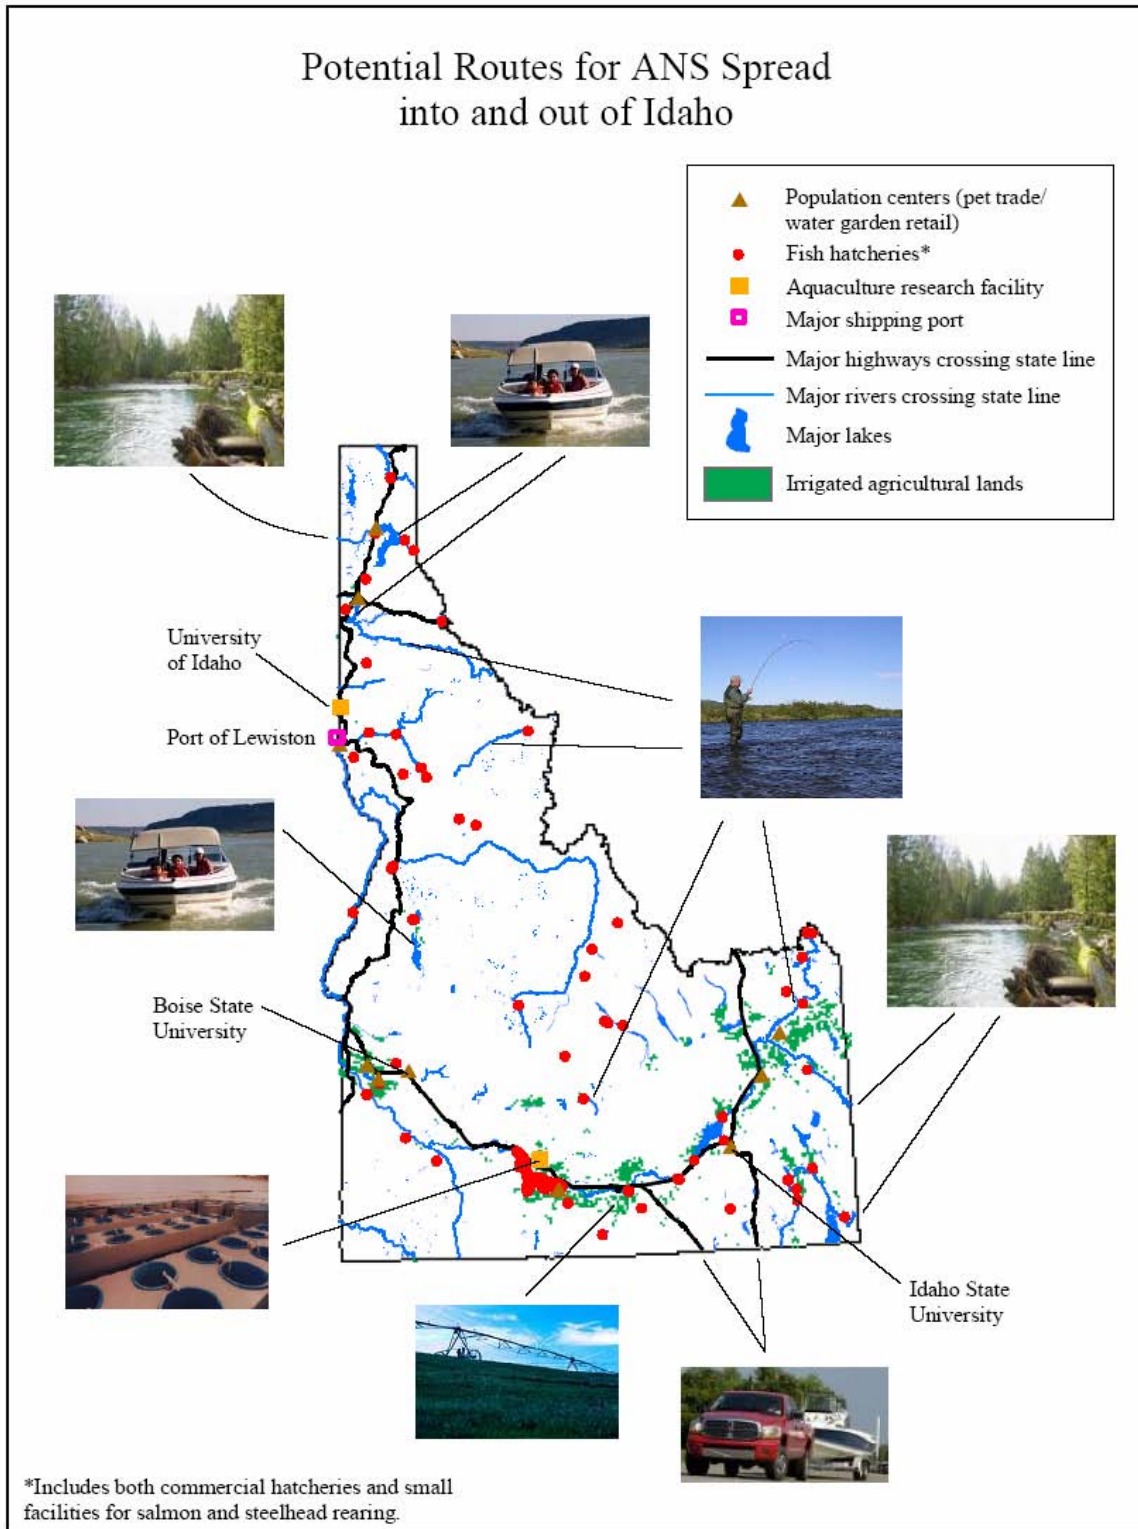 Potential Routes for ANS Spread
into and out of Idaho
Population centers (pet trade/
water garden retail)
Fish hatcheries*
Aquaculture research facility
Major shipping port
Major highways crossing state line
Major rivers crossing state line
Major lakes
Irrigated agricultural lands
University
of Idaho
Port of Lewiston
Boise State
University
Idaho State
University
*Includes both commercial hatcheries and small
facilities for salmon and steelhead rearing.